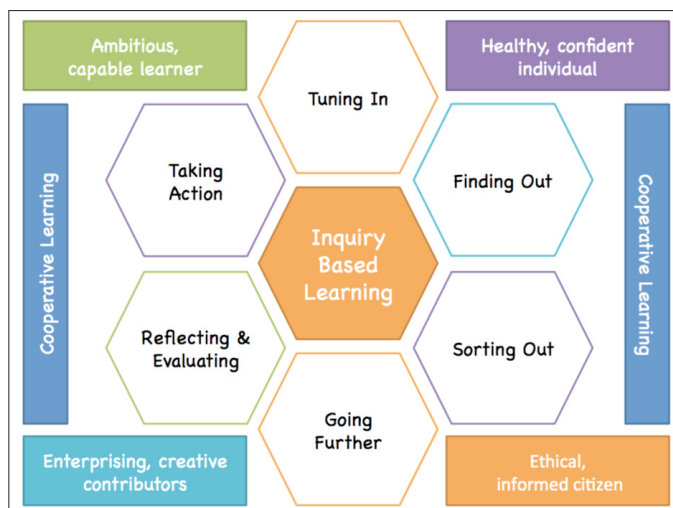 Ambitious,
capable learner
Tuning In
Healthy, confident
individual
Cooperative Learning
Taking
Action
Finding Out
Cooperative Learning
Inquiry
Based
Learning
Reflecting &
Evaluating
Sorting Out
Going
Further
Enterprising, creative
contributors
Ethical,
informed citizen